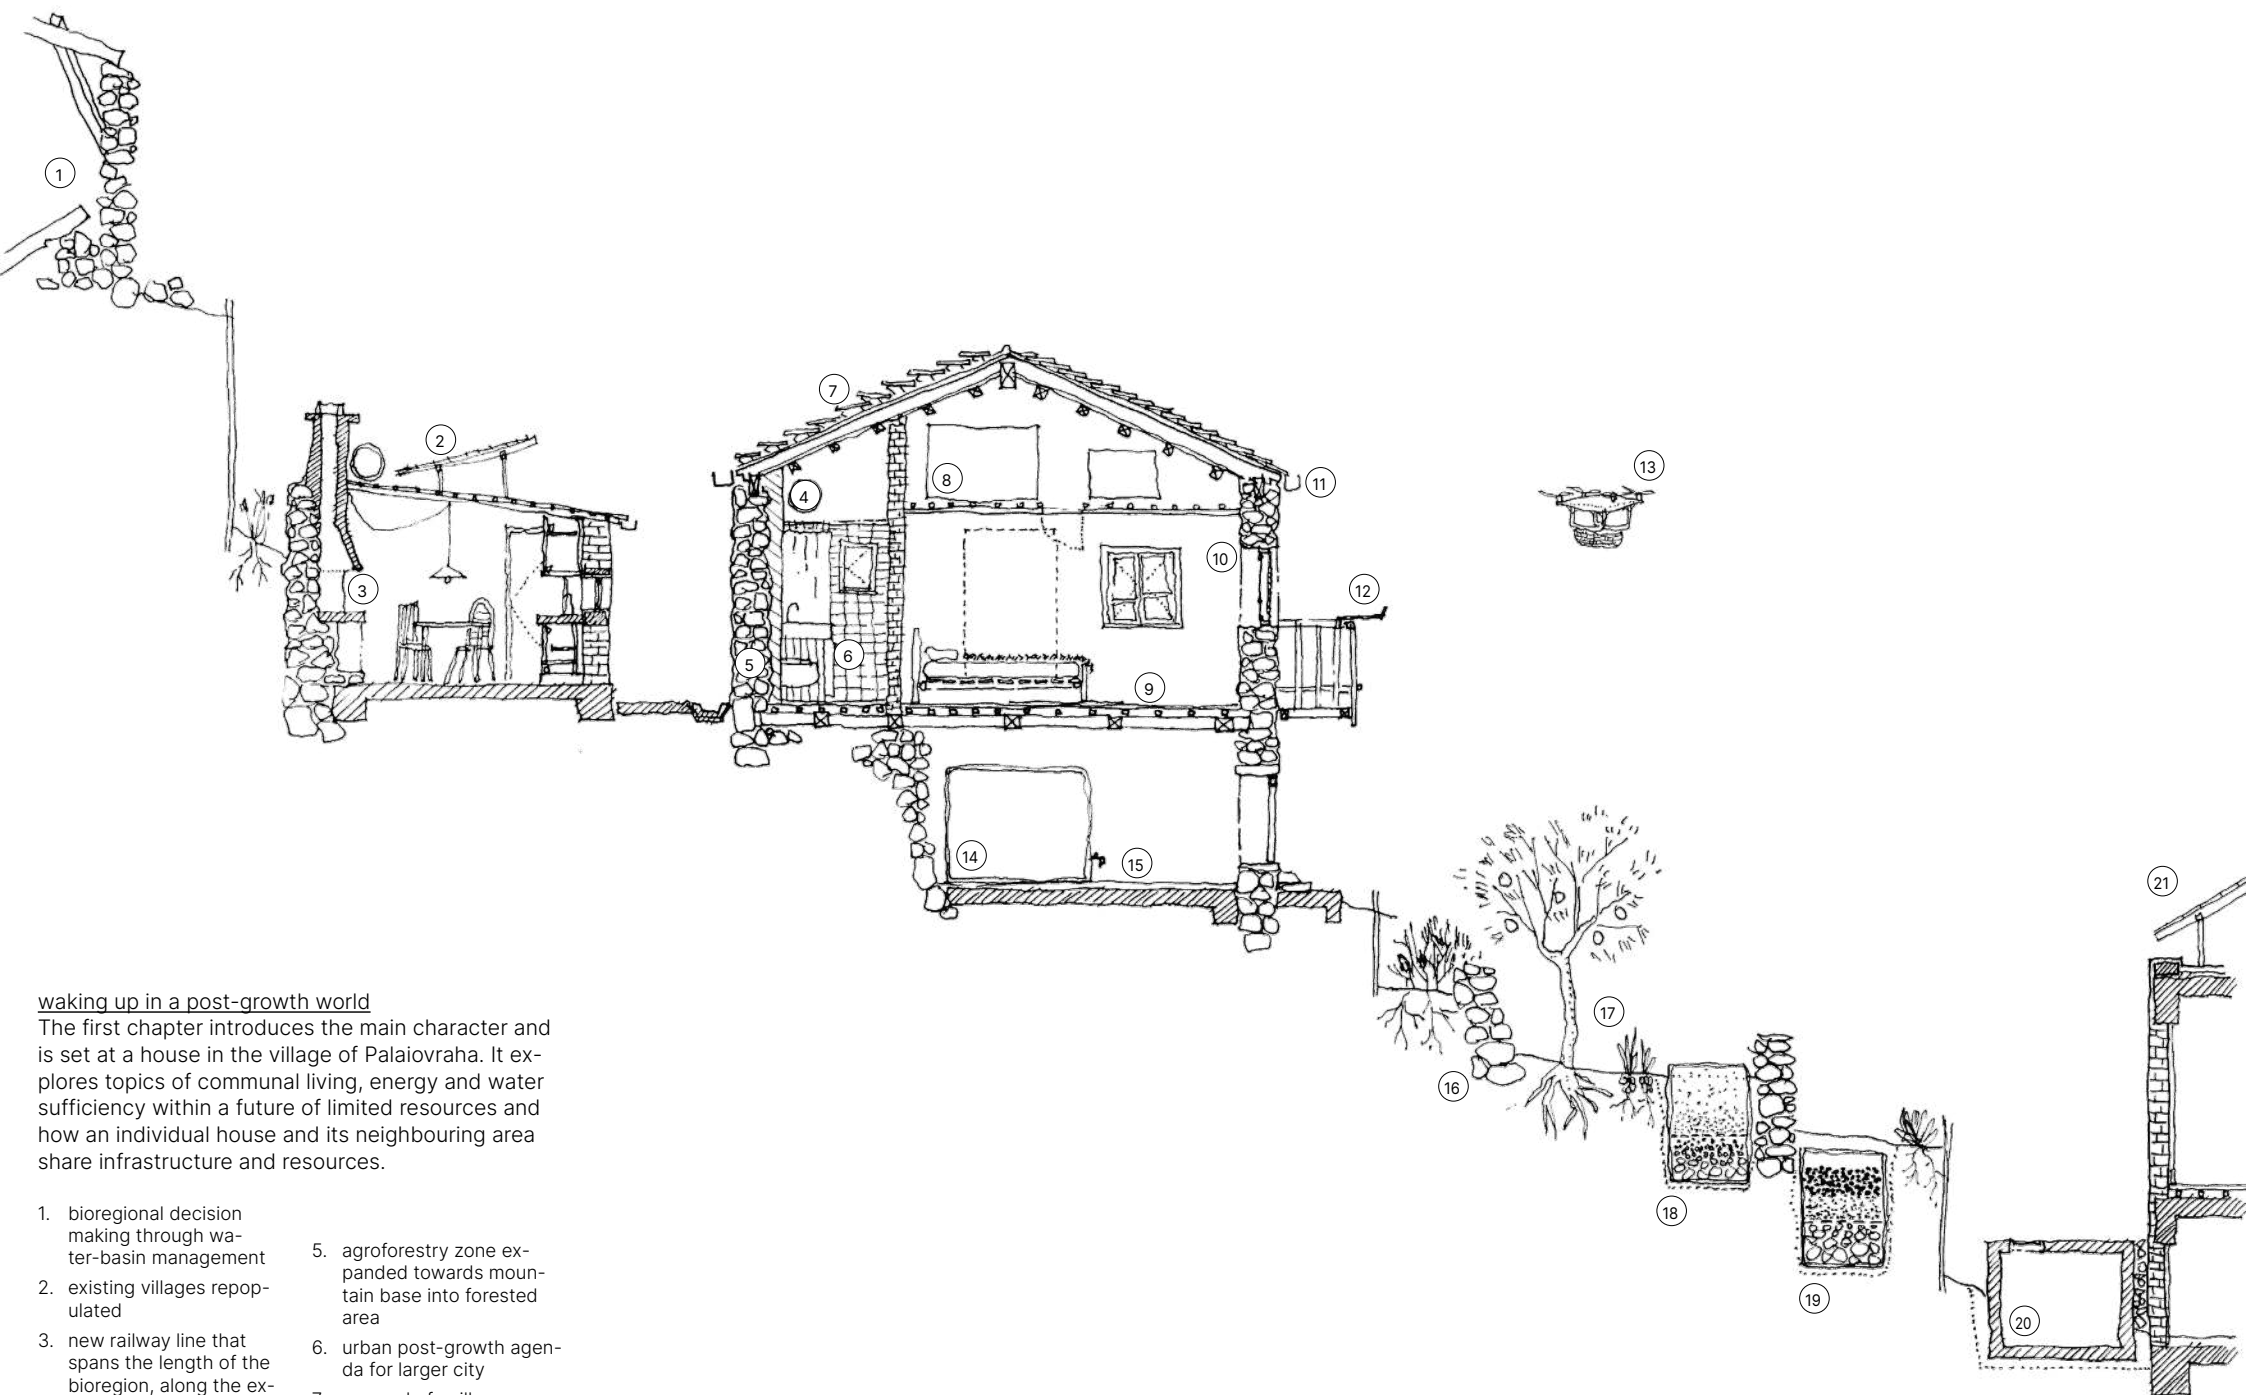 1
2
3
4
5
6
7
8
9
10
11
12
13
14
15
16
17
18
19
20
21
waking up in a post-growth world
The first chapter introduces the main character and
is set at a house in the village of Palaiovraha. It ex-
plores topics of communal living, energy and water
sufficiency within a future of limited resources and
how an individual house and its neighbouring area
share infrastructure and resources.
1. bioregional decision
making through wa-
ter-basin management
2. existing villages repop-
ulated
3. new railway line that
spans the length of the
bioregion, along the ex-
5. agroforestry zone ex-
panded towards moun-
tain base into forested
area
6. urban post-growth agen-
da for larger city